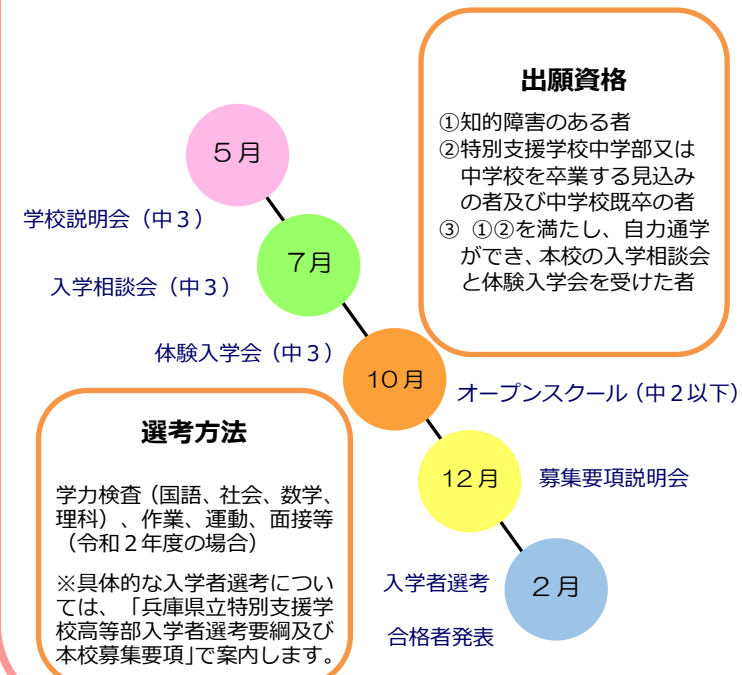 出願資格
①知的障害のある者
②特別支援学校中学部又は
中学校を卒業する見込み
の者及び中学校既卒の者
③ ①②を満たし、自力通学
ができ、本校の入学相談会
と体験入学会を受けた者
5月
学校説明会（中３）
7月
入学相談会（中３）
体験入学会（中３）
10月
オープンスクール（中２以下）
12月
募集要項説明会
入学者選考
2月
合格者発表
選考方法
学力検査（国語、社会、数学、
理科）、作業、運動、面接等
（令和２年度の場合）
※具体的な入学者選考につい
ては、「兵庫県立特別支援学
校高等部入学者選考要綱及び
本校募集要項」で案内します。